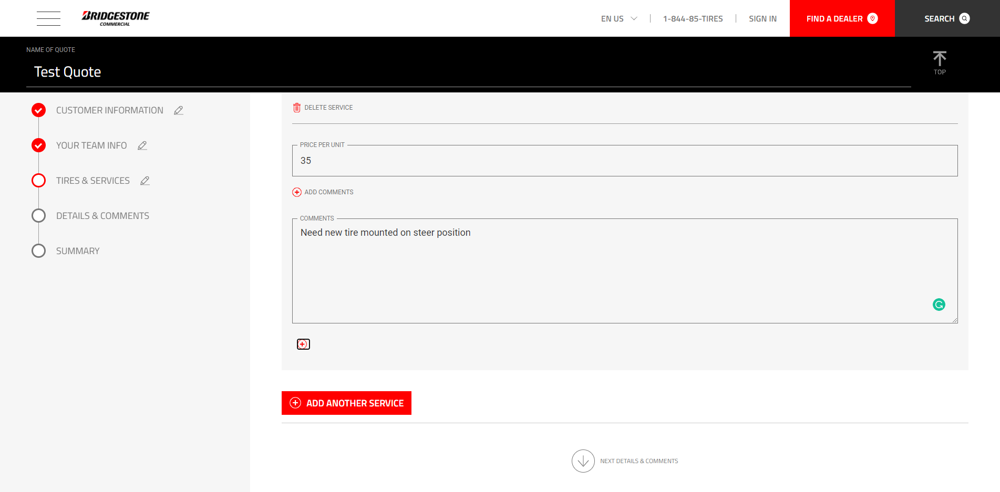 BRIDGESTONE
COMMERCIAL
EN US
1-844-85-TIRES
SIGN IN
FIND A DEALER
SEARCH
NAME OF QUOTE
Test Quote
TOP
CUSTOMER INFORMATION
YOUR TEAM INFO
TIRES & SERVICES
DETAILS & COMMENTS
SUMMARY
DELETE SERVICE
PRICE PER UNIT
35
ADD COMMENTS
COMMENTS
Need new tire mounted on steer position
ADD ANOTHER SERVICE
NEXT DETAILS & COMMENTS